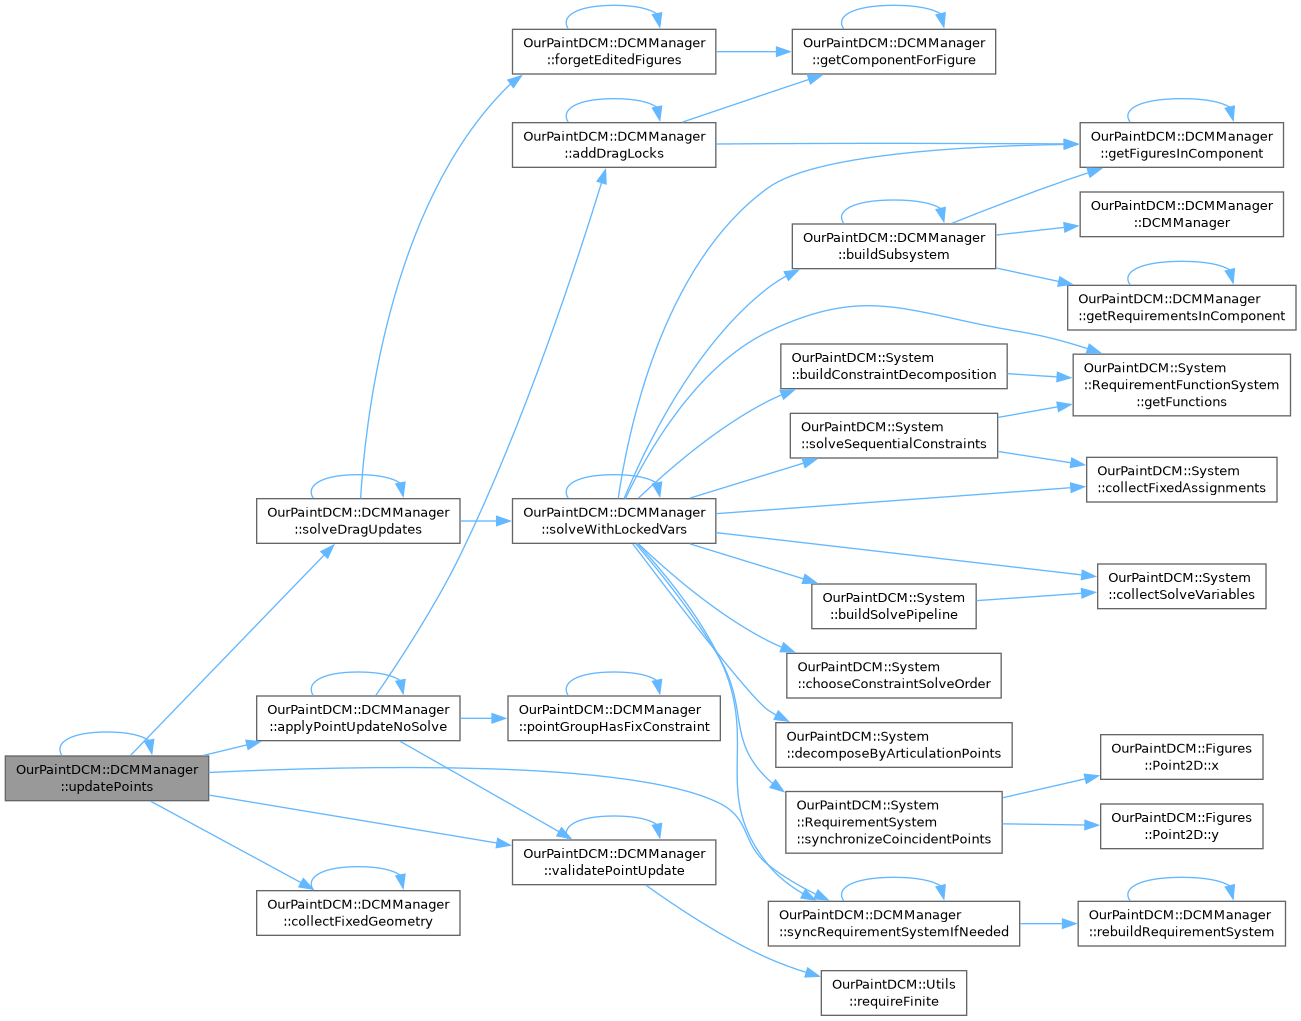 OurPaintDCM::DCMManager
::updatePoints
OurPaintDCM::DCMManager
::solveDragUpdates
OurPaintDCM::DCMManager
::applyPointUpdateNoSolve
OurPaintDCM::DCMManager
::collectFixedGeometry
OurPaintDCM::DCMManager
::forgetEditedFigures
OurPaintDCM::DCMManager
::addDragLocks
OurPaintDCM::DCMManager
::solveWithLockedVars
OurPaintDCM::DCMManager
::pointGroupHasFixConstraint
OurPaintDCM::DCMManager
::validatePointUpdate
OurPaintDCM::DCMManager
::getComponentForFigure
OurPaintDCM::DCMManager
::buildSubsystem
OurPaintDCM::System
::buildConstraintDecomposition
OurPaintDCM::System
::solveSequentialConstraints
OurPaintDCM::System
::buildSolvePipeline
OurPaintDCM::System
::chooseConstraintSolveOrder
OurPaintDCM::System
::decomposeByArticulationPoints
OurPaintDCM::System
::RequirementSystem
::synchronizeCoincidentPoints
OurPaintDCM::DCMManager
::syncRequirementSystemIfNeeded
OurPaintDCM::Utils
::requireFinite
OurPaintDCM::DCMManager
::getFiguresInComponent
OurPaintDCM::DCMManager
::DCMManager
OurPaintDCM::DCMManager
::getRequirementsInComponent
OurPaintDCM::System
::RequirementFunctionSystem
::getFunctions
OurPaintDCM::System
::collectFixedAssignments
OurPaintDCM::System
::collectSolveVariables
OurPaintDCM::Figures
::Point2D::x
OurPaintDCM::Figures
::Point2D::y
OurPaintDCM::DCMManager
::rebuildRequirementSystem